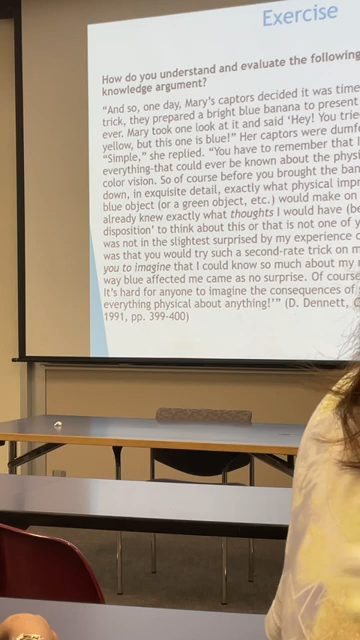 Exercise
How do you understand and evaluate the following
knowledge argument?
"And so, one day, Mary's captors decided it was time
trick, they prepared a bright blue banana to present
ever. Mary took one look at it and said 'Hey! You trie
yellow, but this one is blue!" Her captors were dumf
"Simple," she replied. "You have to remember that I
everything-that could ever be known about the physi
color vision. So of course before you brought the ban
down, in exquisite detail, exactly what physical impr
blue object (or a green object, etc.) would make on
already knew exactly what thoughts I would have (be
disposition' to think about this or that is not one of y
was not in the slightest surprised by my experience o
was that you would try such a second-rate trick on m
you to imagine that I could know so much about my r
way blue affected me came as no surprise. Of course
It's hard for anyone to imagine the consequences of
everything physical about anything!'" (D. Dennett, C
1991, pp. 399-400)